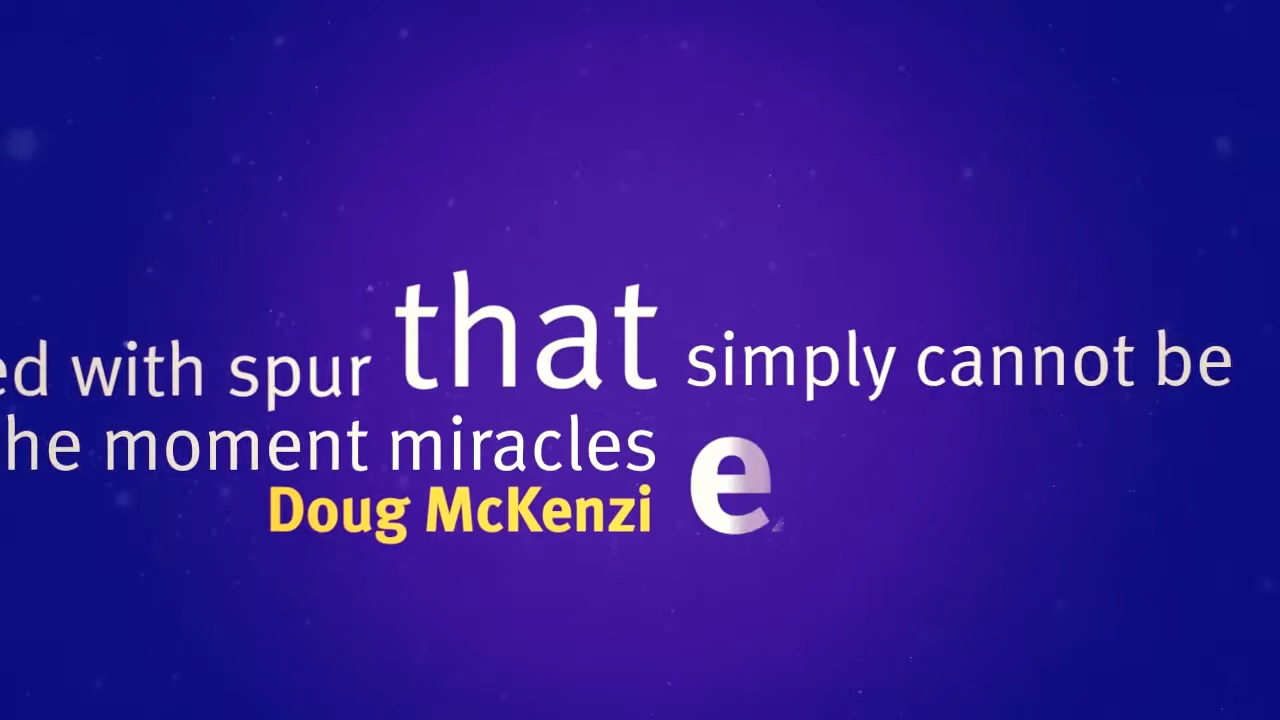 ed with spur that simply cannot be
he moment miracles e
Doug McKenzi